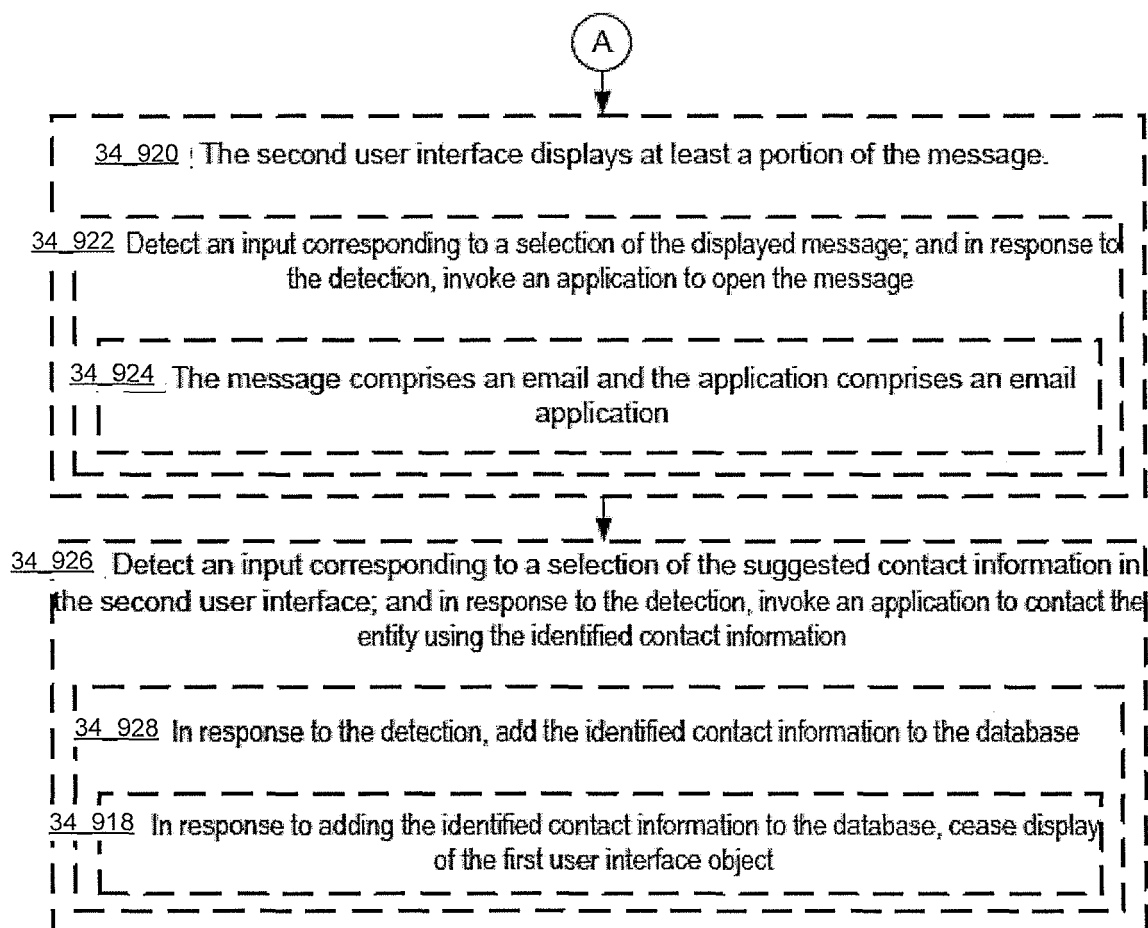 A
34_920 The second user interface displays at least a portion of the message.
34_922 Detect an input corresponding to a selection of the displayed message; and in response to
the detection, invoke an application to open the message
34_924 The message comprises an email and the application comprises an email
application
34_926 Detect an input corresponding to a selection of the suggested contact information in
the second user interface; and in response to the detection, invoke an application to contact the
entity using the identified contact information
34_928 In response to the detection, add the identified contact information to the database
34_918 In response to adding the identified contact information to the database, cease display
of the first user interface object